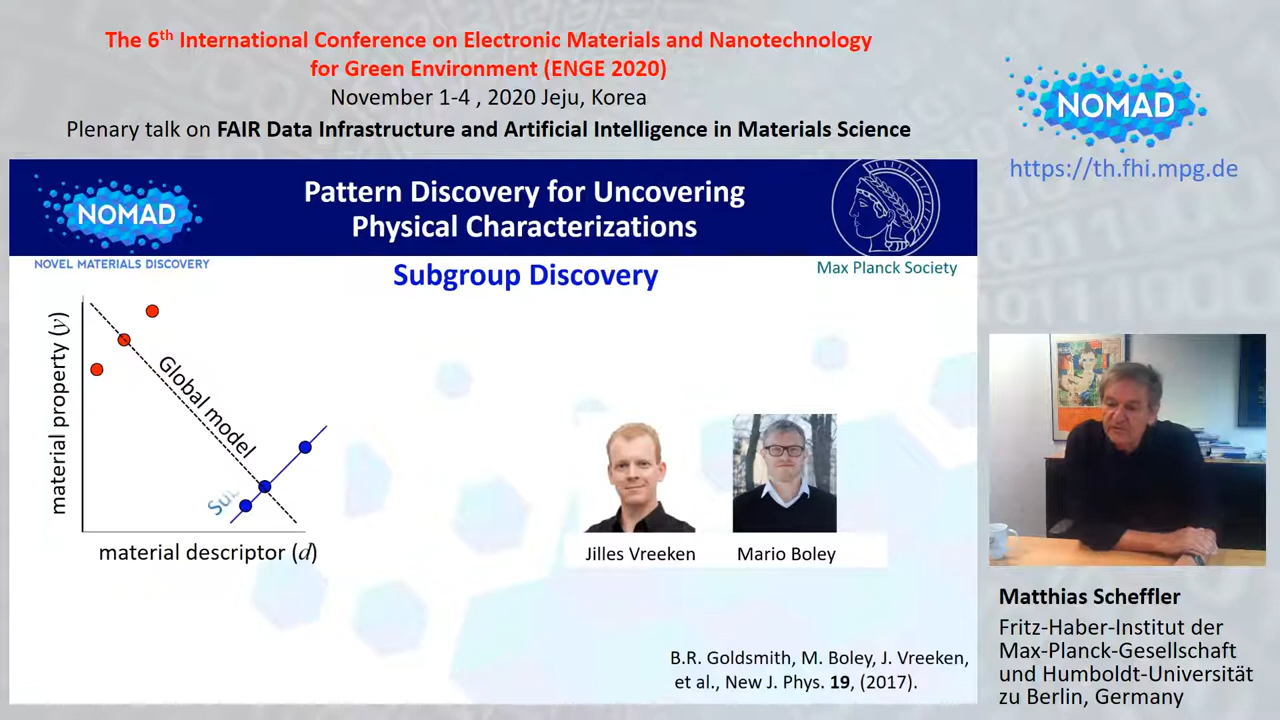 The 6th International Conference on Electronic Materials and Nanotechnology
for Green Environment (ENGE 2020)
November 1-4 , 2020 Jeju, Korea
Plenary talk on FAIR Data Infrastructure and Artificial Intelligence in Materials Science
NOMAD
https://th.fhi.mpg.de
NOMAD
NOVEL MATERIALS DISCOVERY
Pattern Discovery for Uncovering
Physical Characterizations
Max Planck Society
Subgroup Discovery
material property (y)
Global model
material descriptor (d)
Jilles Vreeken
Mario Boley
B.R. Goldsmith, M. Boley, J. Vreeken,
et al., New J. Phys. 19, (2017).
Matthias Scheffler
Fritz-Haber-Institut der
Max-Planck-Gesellschaft
und Humboldt-Universität
zu Berlin, Germany